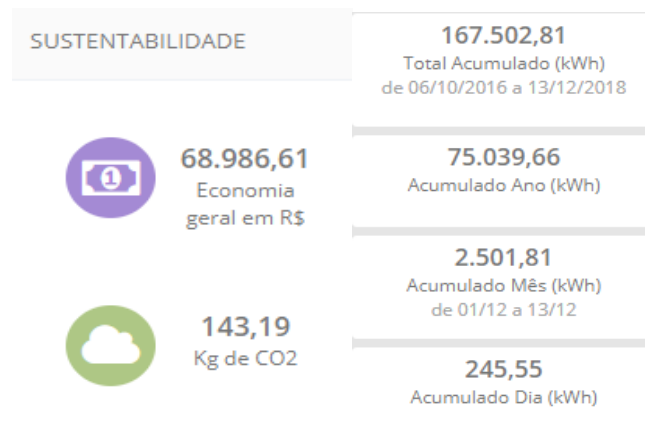 SUSTENTABILIDADE
1
68.986,61
Economia
geral em R$
143,19
Kg de CO2
167.502,81
Total Acumulado (kWh)
de 06/10/2016 a 13/12/2018
75.039,66
Acumulado Ano (kWh)
2.501,81
Acumulado Mês (kWh)
de 01/12 a 13/12
245,55
Acumulado Dia (kWh)